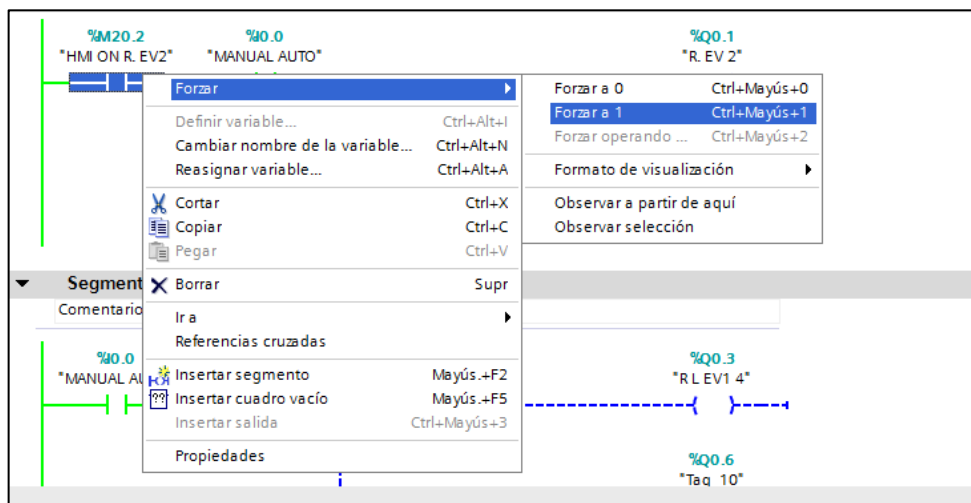 %M20.2 %I0.0 %Q0.1
"HMI ON R. EV2" "MANUAL AUTO" "R. EV 2"
Forzar
Definir variable... Ctrl+Alt+I
Cambiar nombre de la variable... Ctrl+Alt+N
Reasignar variable... Ctrl+Alt+A
Cortar Ctrl+X
Copiar Ctrl+C
Pegar Ctrl+V
Borrar Supr
Ir a
Referencias cruzadas
Insertar segmento Mayús.+F2
Insertar cuadro vacío Mayús.+F5
Insertar salida Ctrl+Mayús+3
Propiedades
Forzar a 0 Ctrl+Mayús+0
Forzar a 1 Ctrl+Mayús+1
Forzar operando ... Ctrl+Mayús+2
Formato de visualización
Observar a partir de aquí
Observar selección
Segment
Comentario
%I0.0 %Q0.3
"MANUAL AU "R L EV1 4"
%Q0.6
"Tag_10"